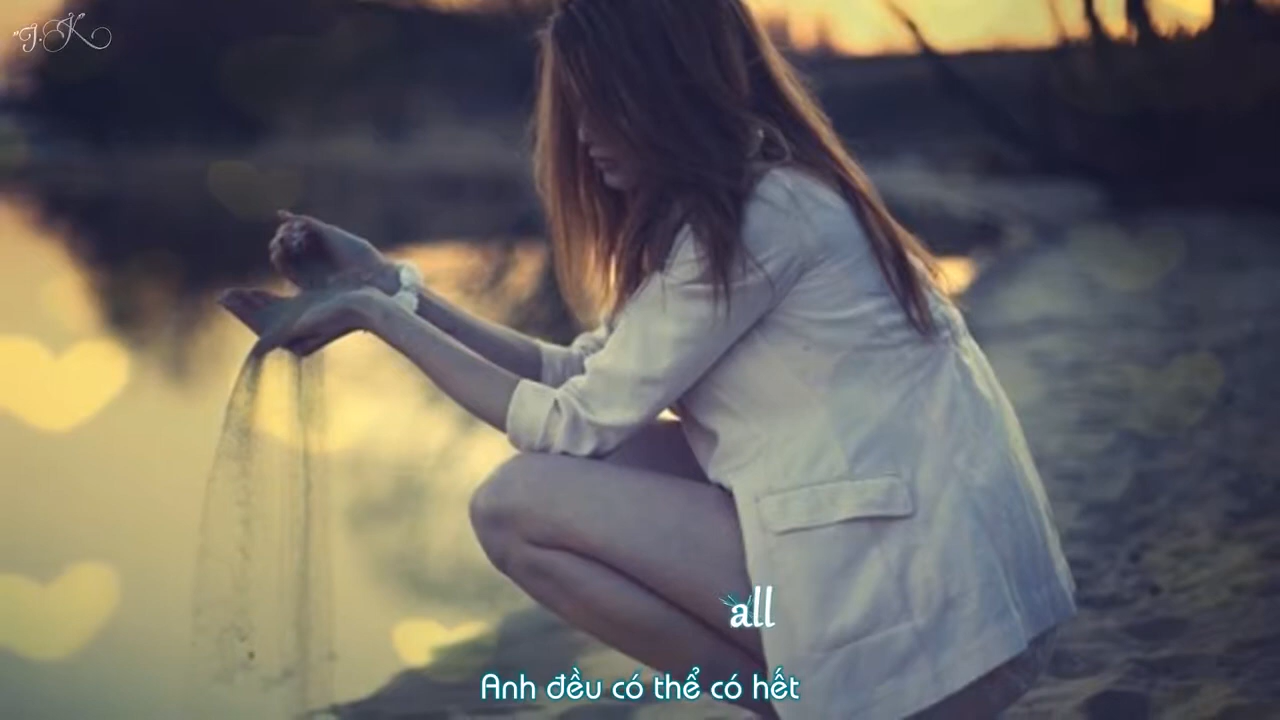 "J.K
all
Anh đều có thể có hết